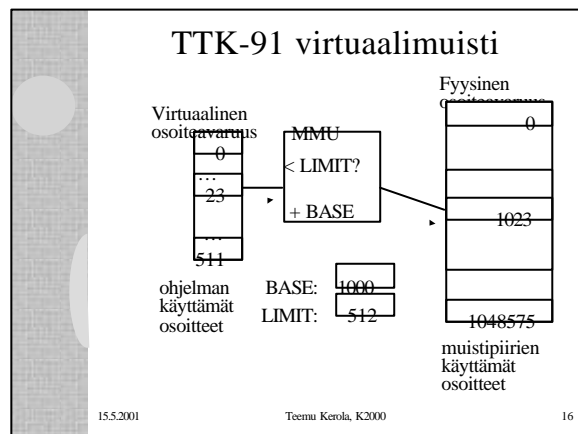 TTK-91 virtuaalimuisti
Virtuaalinen
osoiteavaruus
0
…
23
…
511
ohjelman
käyttämät
osoitteet
MMU
< LIMIT?
+ BASE
BASE: 1000
LIMIT: 512
Fyysinen
osoiteavaruus
0
1023
1048575
muistipiirien
käyttämät
osoitteet
15.5.2001 Teemu Kerola, K2000 16